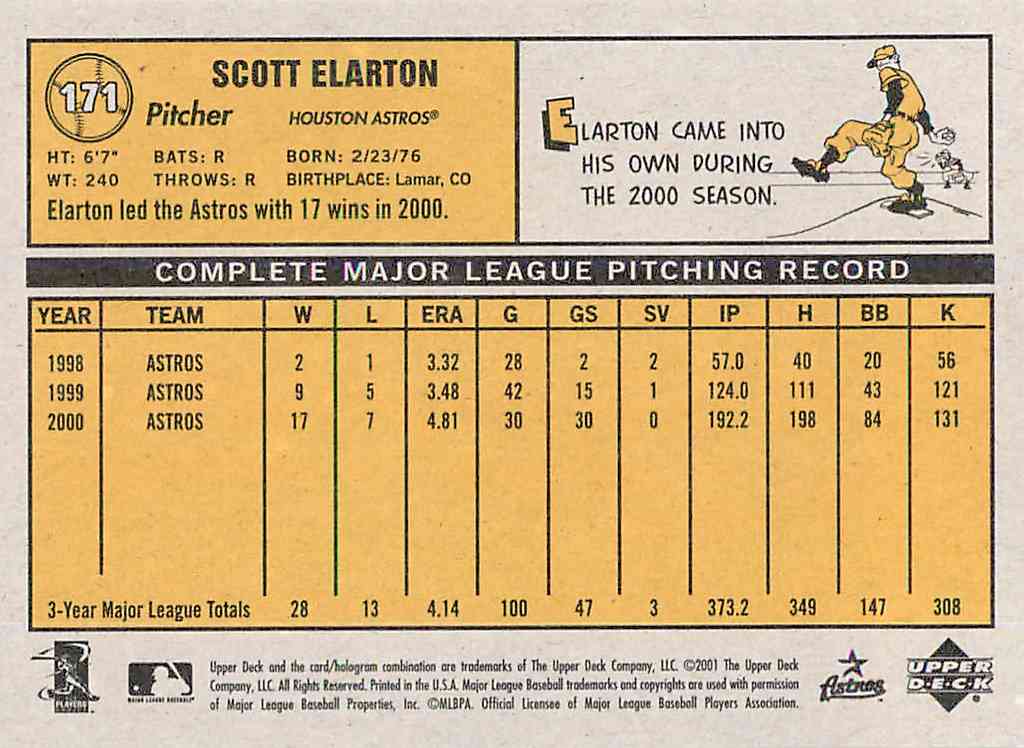 171
SCOTT ELARTON
Pitcher HOUSTON ASTROS®
HT: 6'7" BATS: R BORN: 2/23/76
WT: 240 THROWS: R BIRTHPLACE: Lamar, CO
Elarton led the Astros with 17 wins in 2000.
ELARTON CAME INTO
HIS OWN DURING
THE 2000 SEASON.
COMPLETE MAJOR LEAGUE PITCHING RECORD
YEAR TEAM W L ERA G GS SV IP H BB K
1998 ASTROS 2 1 3.32 28 2 2 57.0 40 20 56
1999 ASTROS 9 5 3.48 42 15 1 124.0 111 43 121
2000 ASTROS 17 7 4.81 30 30 0 192.2 198 84 131
3-Year Major League Totals 28 13 4.14 100 47 3 373.2 349 147 308
PLAYERS
MAJOR LEAGUE BASEBALL
Upper Deck and the card/hologram combination are trademarks of The Upper Deck Company, LLC. ©2001 The Upper Deck
Company, LLC. All Rights Reserved. Printed in the U.S.A. Major League Baseball trademarks and copyrights are used with permission
of Major League Baseball Properties, Inc. ©MLBPA. Official Licensee of Major League Baseball Players Association.
Astros
UPPER
DECK